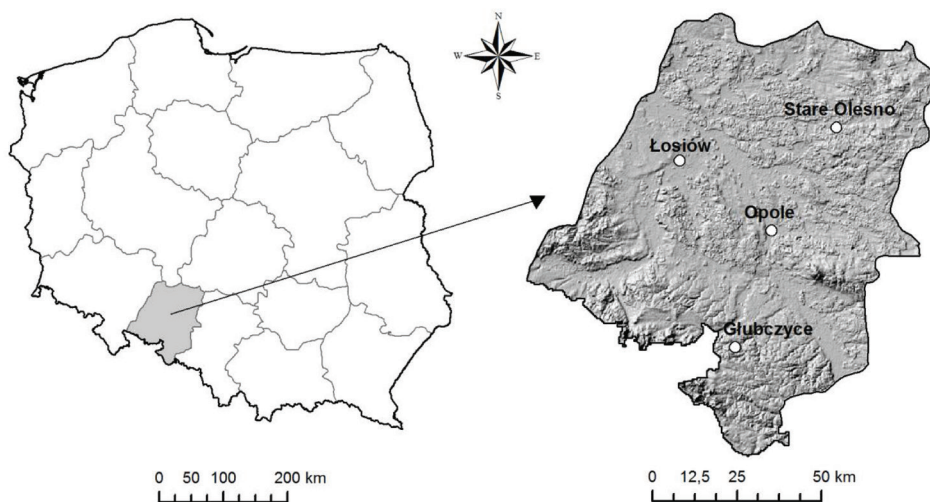 N
W E
S
Stare Olesno
Łosiów
Opole
Głubczyce
0 50 100 200 km
0 12,5 25 50 km